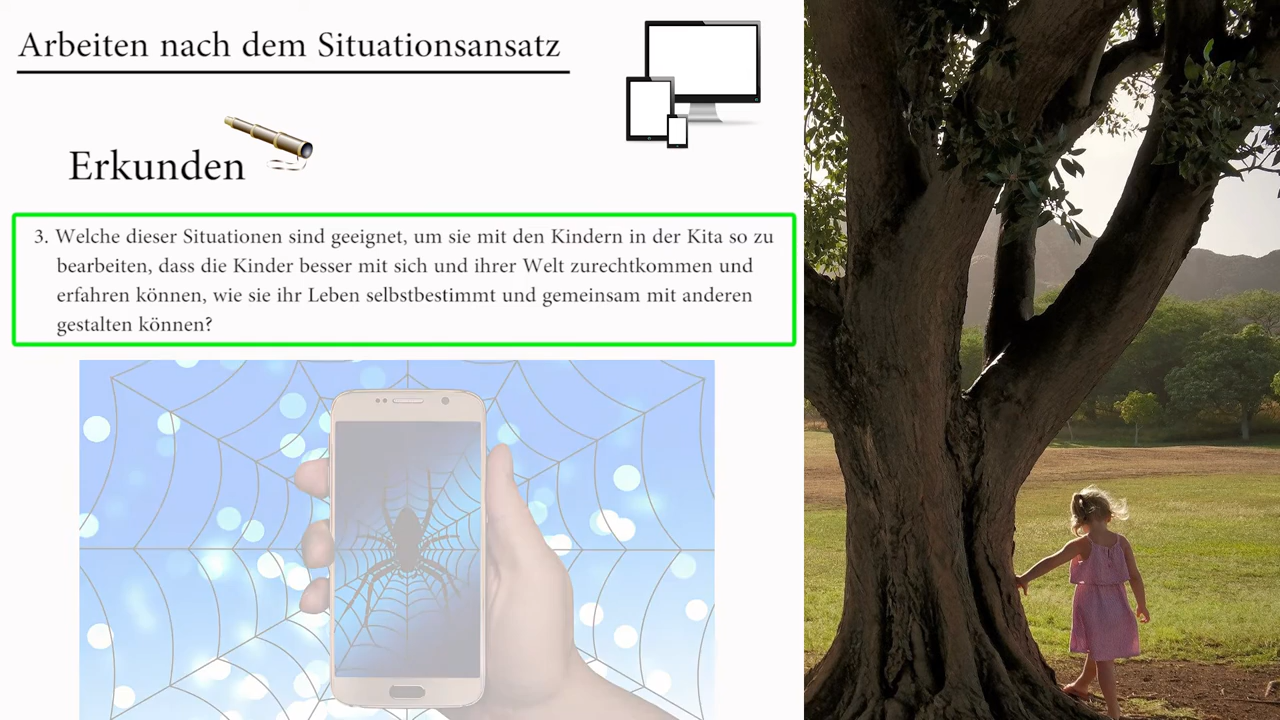 Arbeiten nach dem Situationsansatz
Erkunden
3. Welche dieser Situationen sind geeignet, um sie mit den Kindern in der Kita so zu
bearbeiten, dass die Kinder besser mit sich und ihrer Welt zurechtkommen und
erfahren können, wie sie ihr Leben selbstbestimmt und gemeinsam mit anderen
gestalten können?